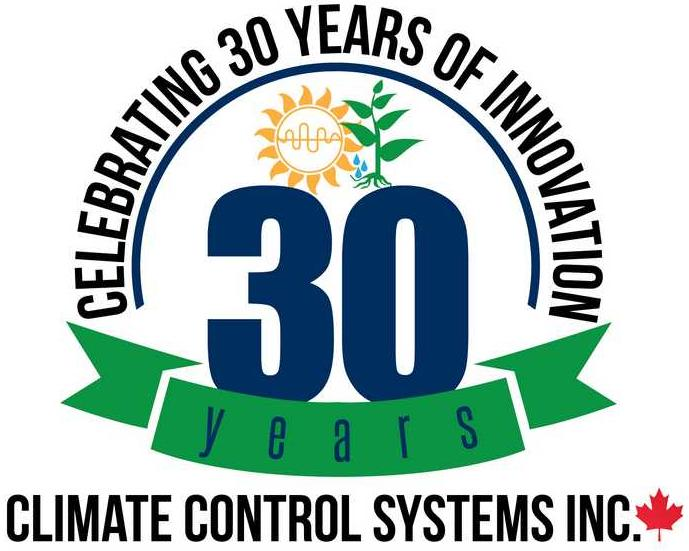 CELEBRATING 30 YEARS OF INNOVATION
30
years
CLIMATE CONTROL SYSTEMS INC.